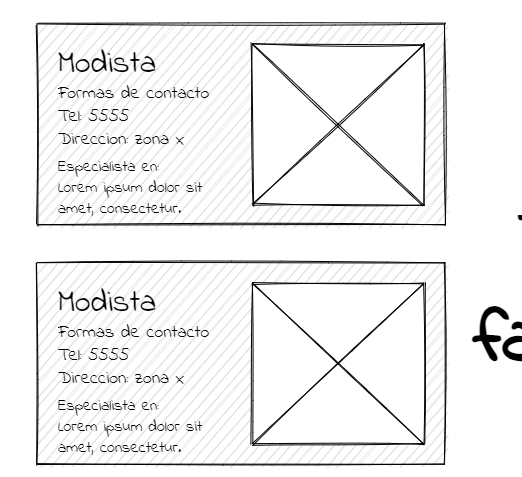 Modista
Formas de contacto
Tel: 5555
Direccion: zona x
Especialista en:
Lorem ipsum dolor sit
amet, consectetur.
Modista
Formas de contacto
Tel: 5555
Direccion: zona x
Especialista en:
Lorem ipsum dolor sit
amet, consectetur.